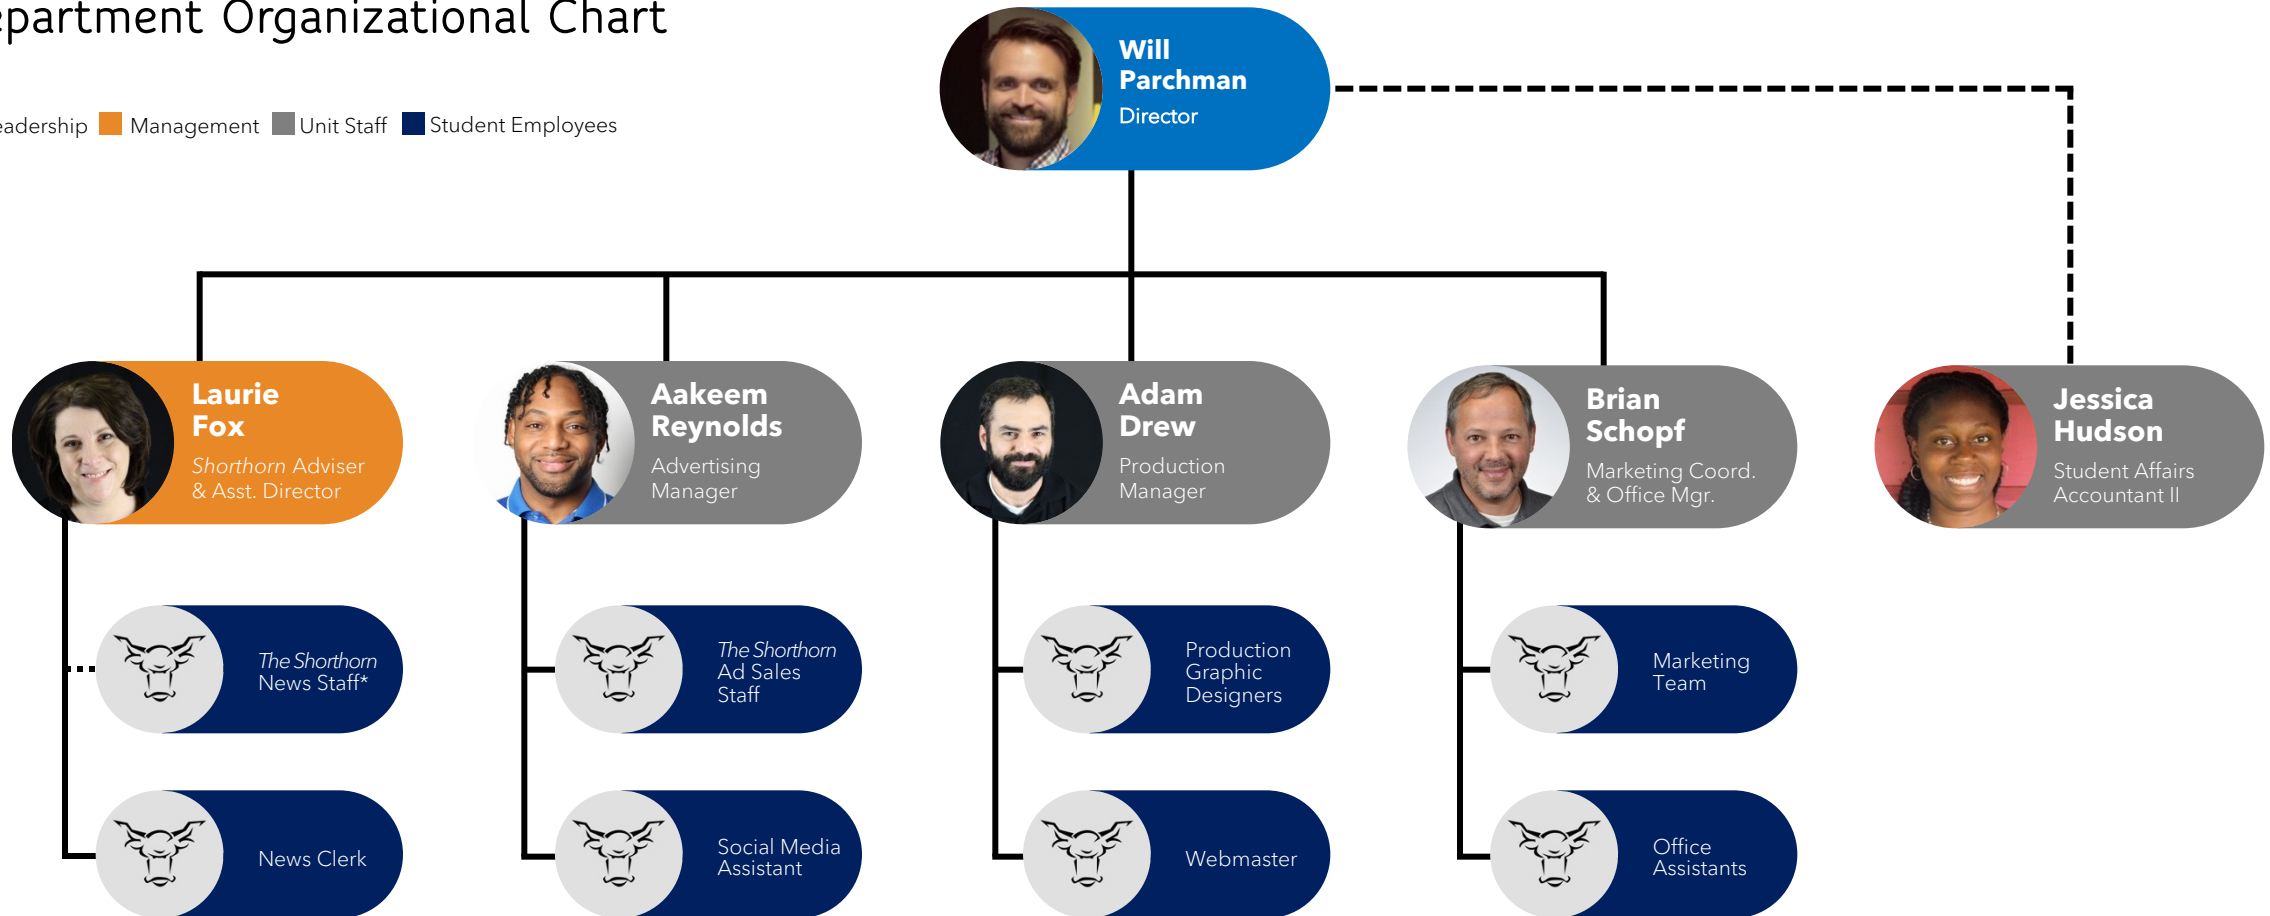 epartment Organizational Chart
eadership Management Unit Staff Student Employees
Will
Parchman
Director
Laurie
Fox
Shorthorn Adviser
& Asst. Director
Aakeem
Reynolds
Advertising
Manager
Adam
Drew
Production
Manager
Brian
Schopf
Marketing Coord.
& Office Mgr.
Jessica
Hudson
Student Affairs
Accountant II
The Shorthorn
News Staff*
The Shorthorn
Ad Sales
Staff
Production
Graphic
Designers
Marketing
Team
News Clerk
Social Media
Assistant
Webmaster
Office
Assistants